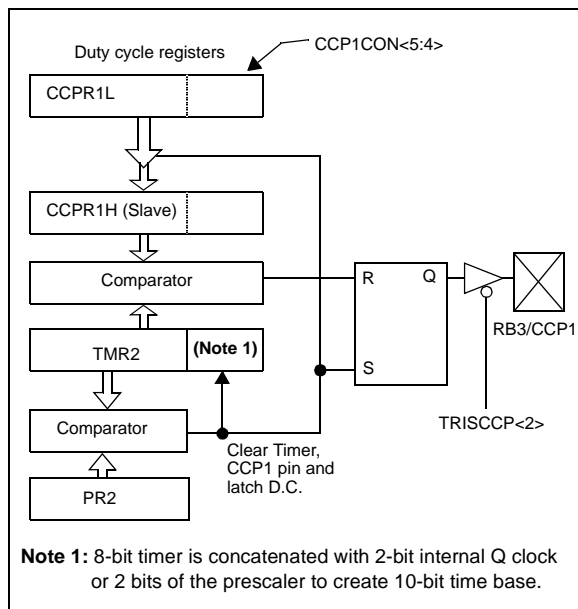 Duty cycle registers
CCP1CON<5:4>
CCPR1L
CCPR1H (Slave)
Comparator
R
Q
RB3/CCP1
TMR2
(Note 1)
S
TRISCCP<2>
Comparator
Clear Timer,
CCP1 pin and
latch D.C.
PR2
Note 1: 8-bit timer is concatenated with 2-bit internal Q clock
or 2 bits of the prescaler to create 10-bit time base.